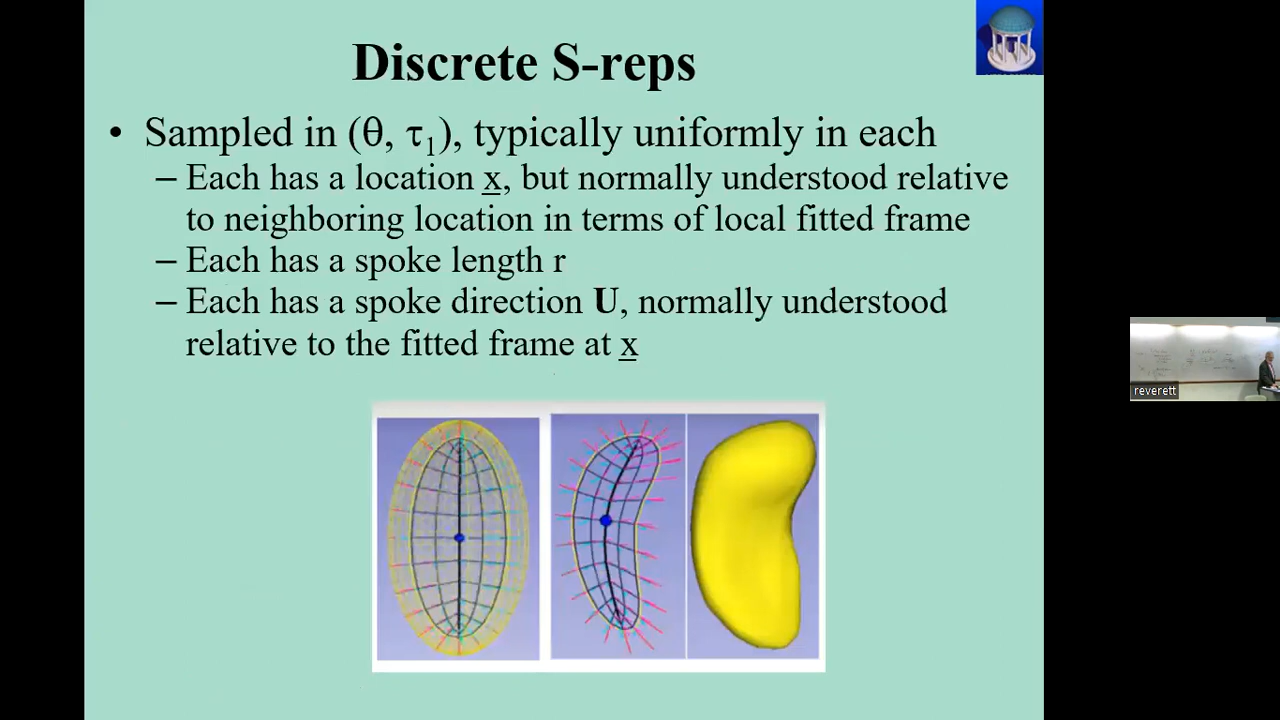 Discrete S-reps
• Sampled in (θ, τ₁), typically uniformly in each
– Each has a location x, but normally understood relative
to neighboring location in terms of local fitted frame
– Each has a spoke length r
– Each has a spoke direction U, normally understood
relative to the fitted frame at x
reverett